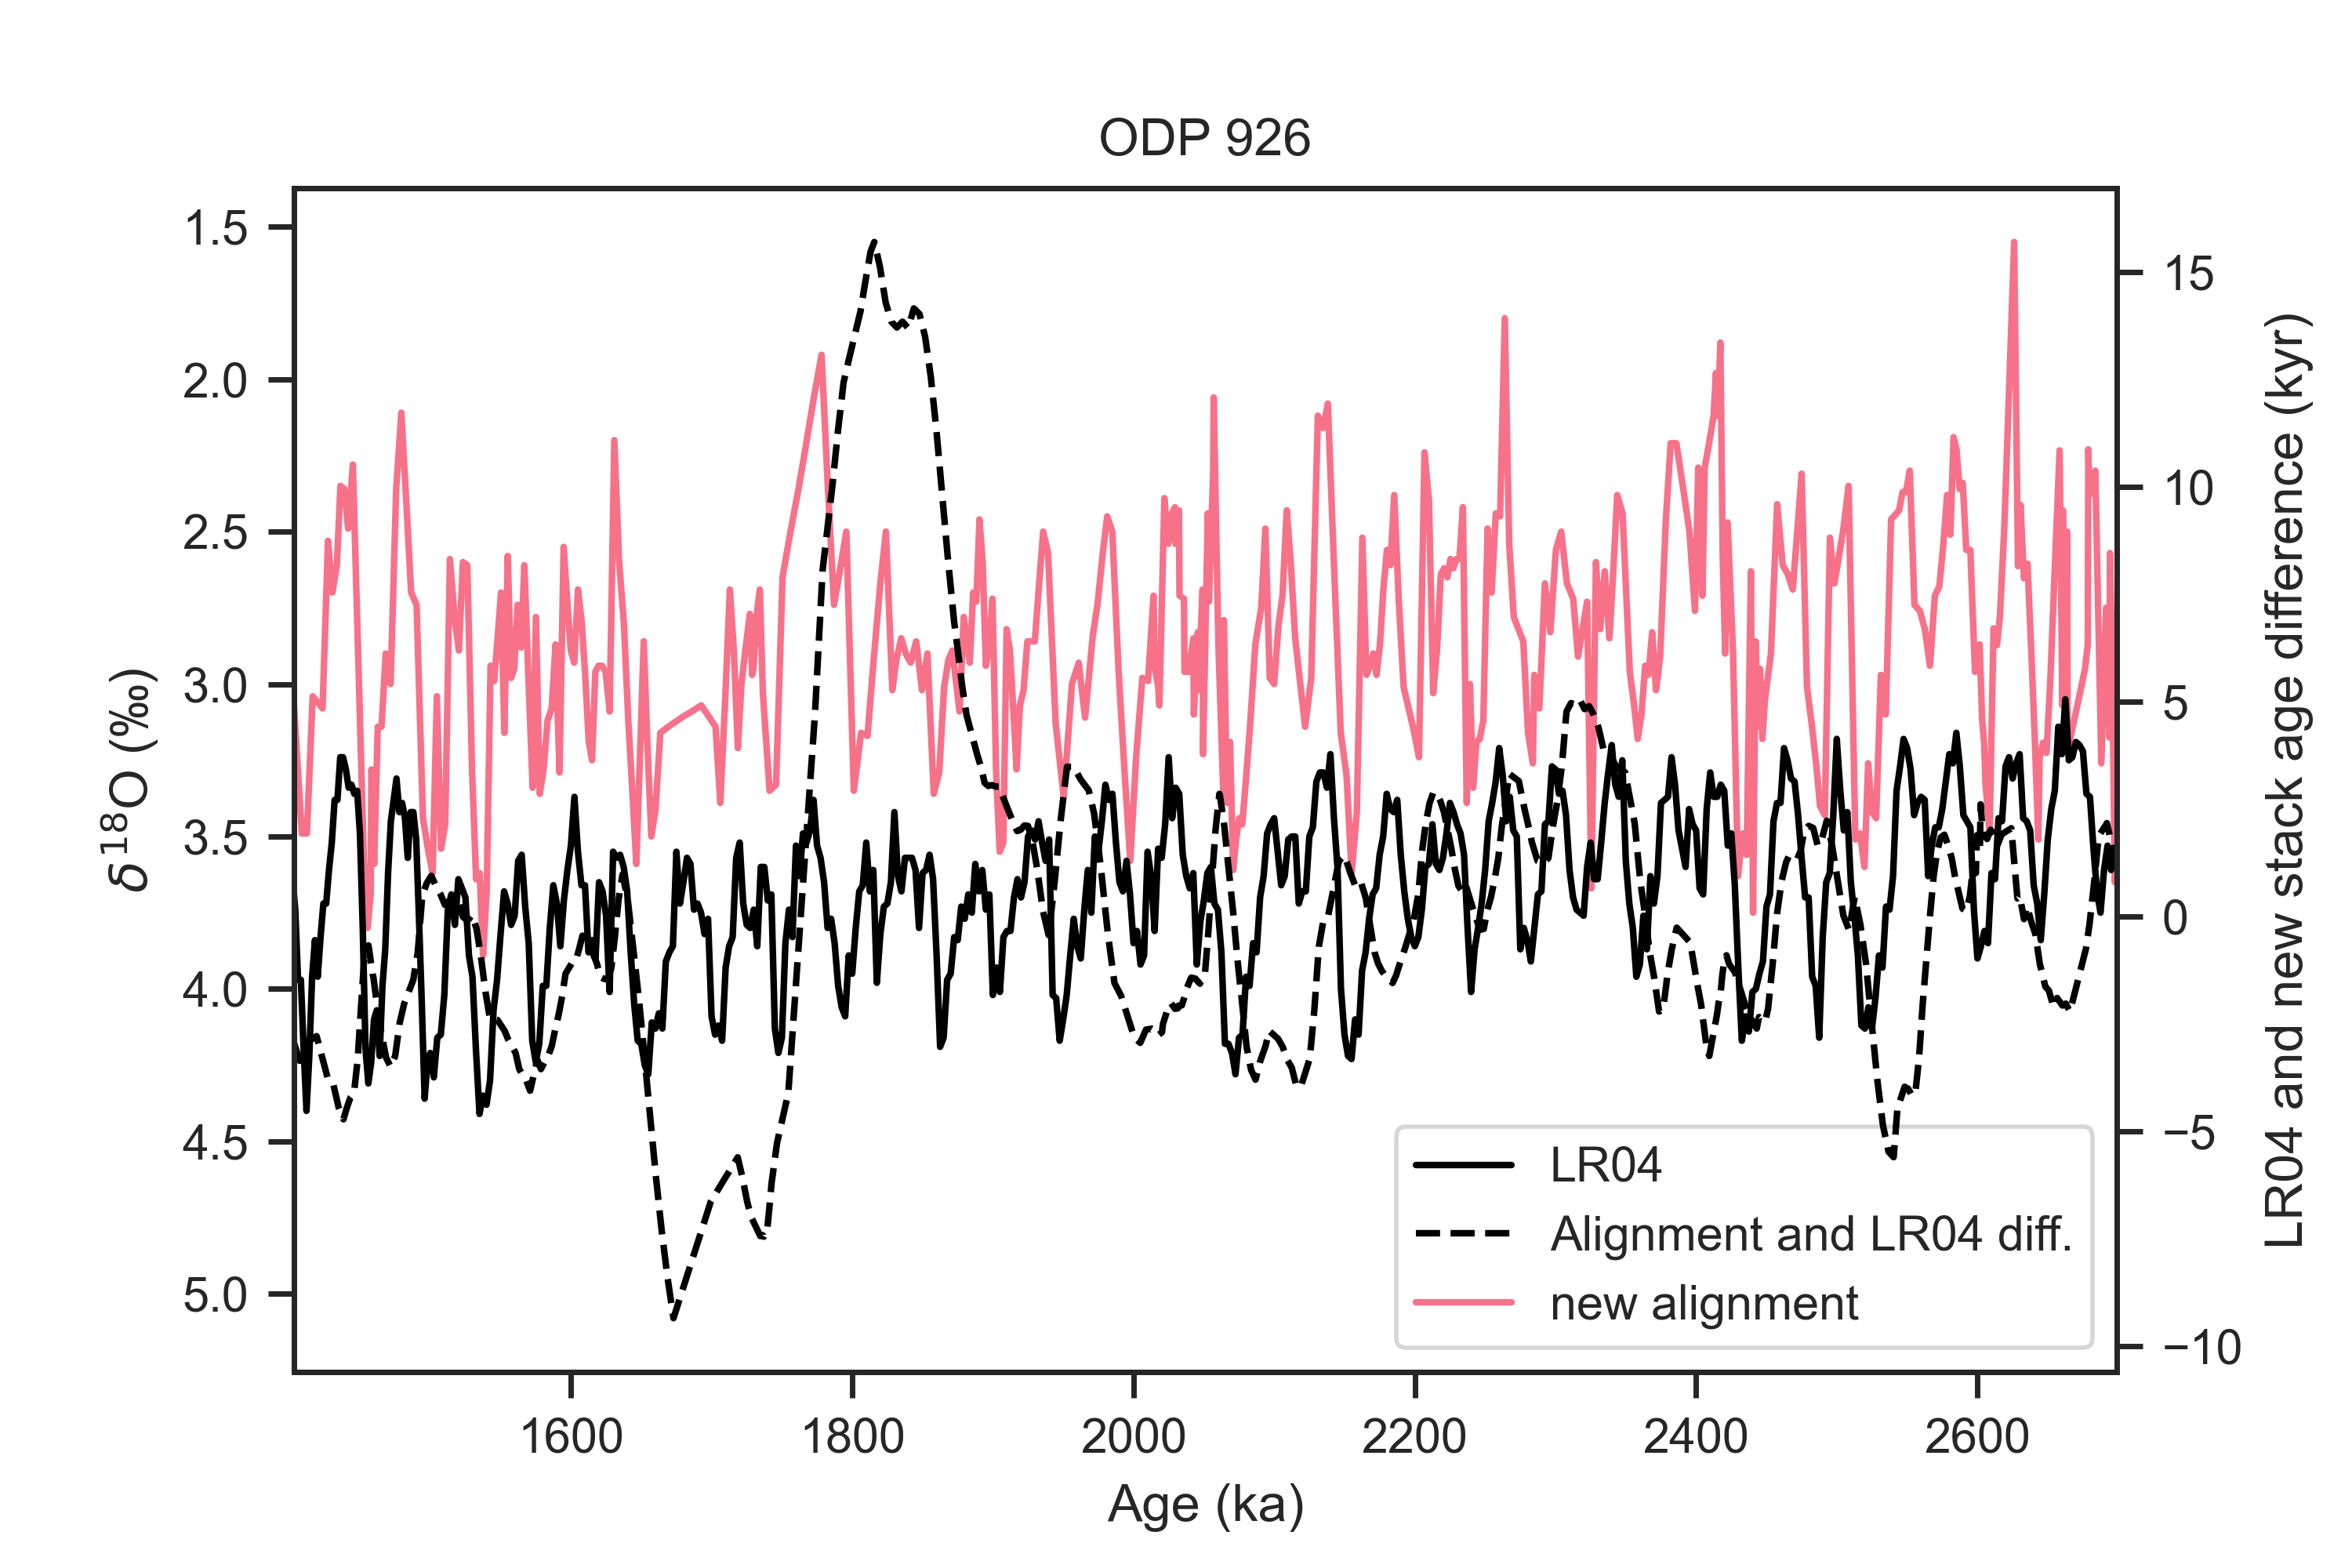 ODP 926
1.5
2.0
2.5
3.0
3.5
4.0
4.5
5.0
δ¹⁸O (‰)
15
10
5
0
−5
−10
LR04 and new stack age difference (kyr)
LR04
Alignment and LR04 diff.
new alignment
1600 1800 2000 2200 2400 2600
Age (ka)